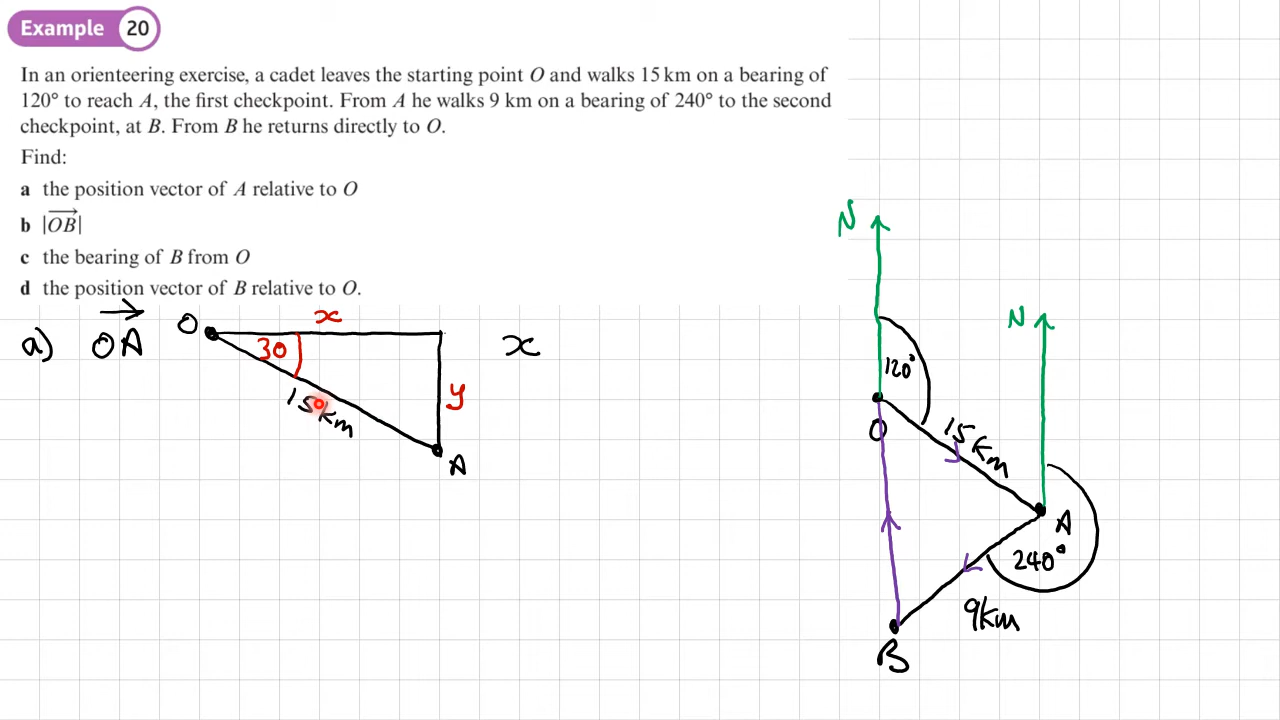 Example 20
In an orienteering exercise, a cadet leaves the starting point O and walks 15 km on a bearing of
120° to reach A, the first checkpoint. From A he walks 9 km on a bearing of 240° to the second
checkpoint, at B. From B he returns directly to O.
Find:
a the position vector of A relative to O
b |\overrightarrow{OB}|
c the bearing of B from O
d the position vector of B relative to O.
a) \overrightarrow{OA}
O
x
30
y
15km
A
x
N
N
120°
O
15km
A
240°
9km
B